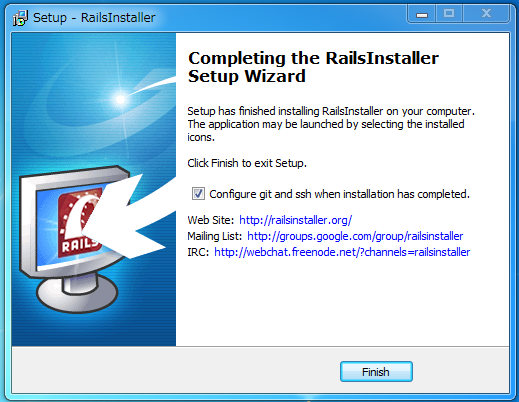 Setup - RailsInstaller
Completing the RailsInstaller
Setup Wizard
Setup has finished installing RailsInstaller on your computer.
The application may be launched by selecting the installed
icons.
Click Finish to exit Setup.
Configure git and ssh when installation has completed.
Web Site: http://railsinstaller.org/
Mailing List: http://groups.google.com/group/railsinstaller
IRC: http://webchat.freenode.net/?channels=railsinstaller
RAILS
Finish